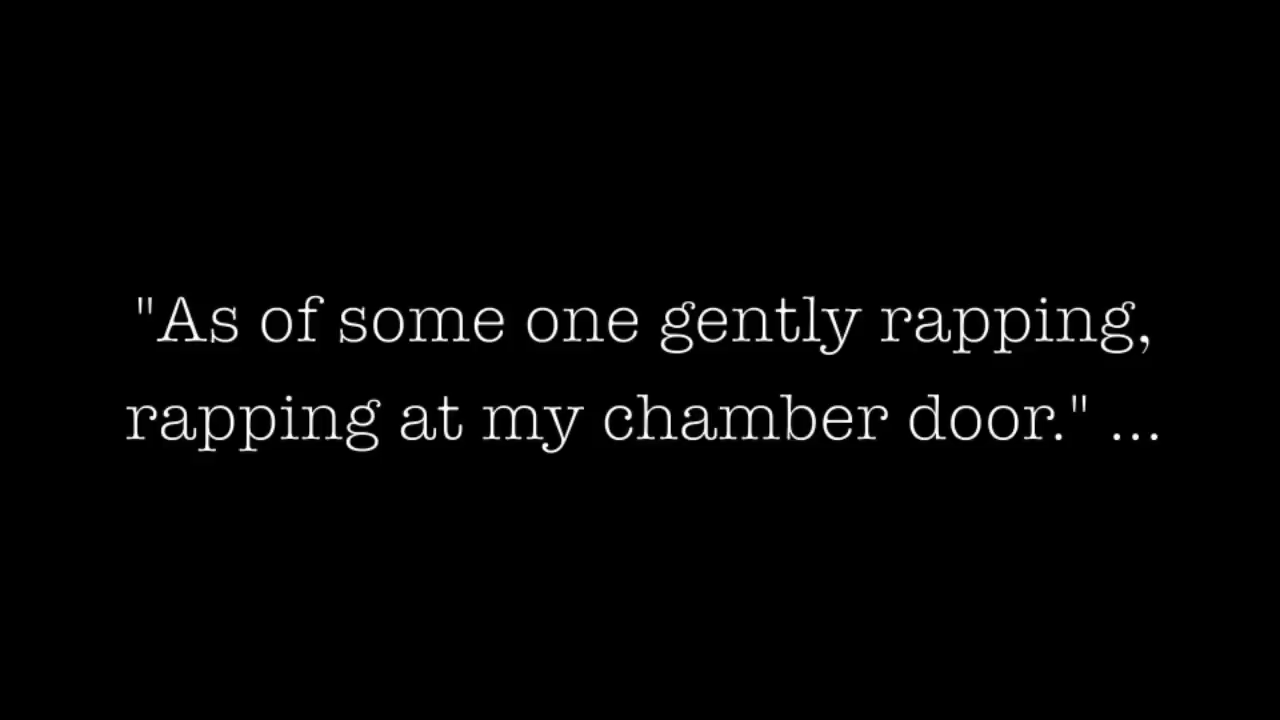 "As of some one gently rapping,
rapping at my chamber door." ...